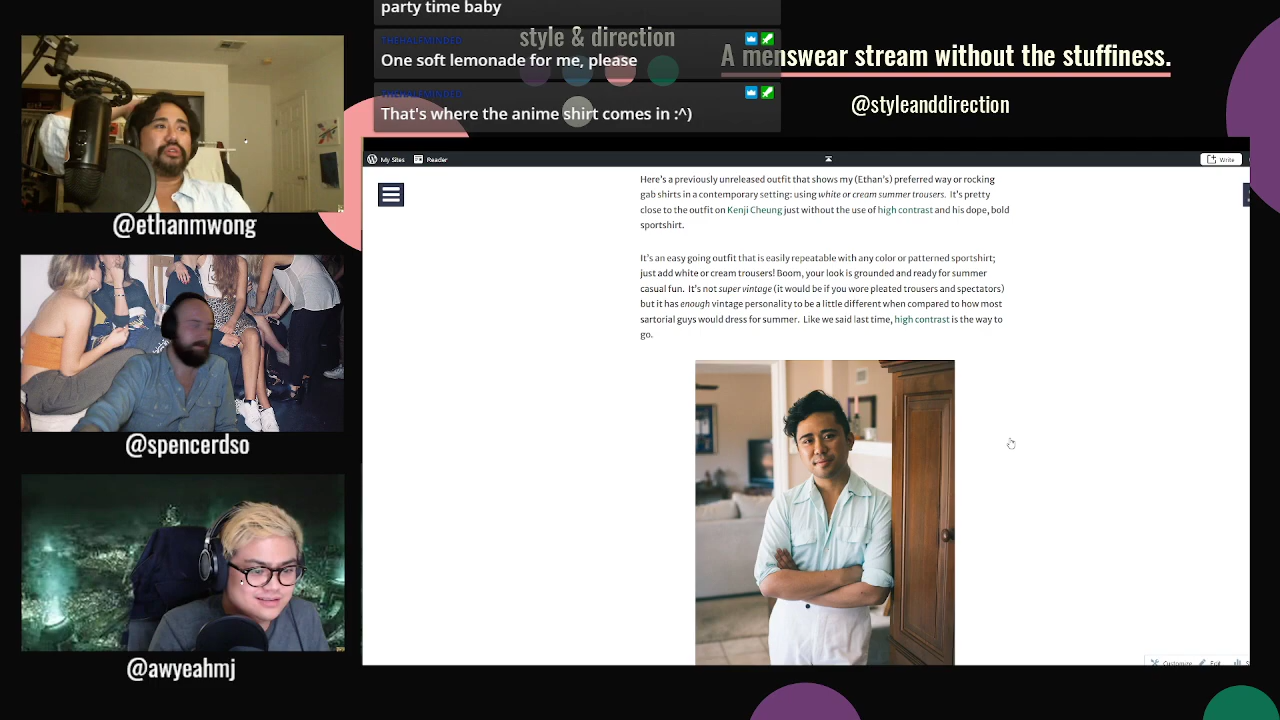 party time baby
THEHALFMINDED
One soft lemonade for me, please
That's where the anime shirt comes in :^)
style & direction
A menswear stream without the stuffiness.
@styleanddirection
@ethanmwong
@spencerdso
@awyeahmj
My Sites
Reader
Write
Here's a previously unreleased outfit that shows my (Ethan's) preferred way or rocking
gab shirts in a contemporary setting: using white or cream summer trousers. It's pretty
close to the outfit on Kenji Cheung just without the use of high contrast and his dope, bold
sportshirt.
It's an easy going outfit that is easily repeatable with any color or patterned sportshirt;
just add white or cream trousers! Boom, your look is grounded and ready for summer
casual fun. It's not super vintage (it would be if you wore pleated trousers and spectators)
but it has enough vintage personality to be a little different when compared to how most
sartorial guys would dress for summer. Like we said last time, high contrast is the way to
go.
Customize
Edit